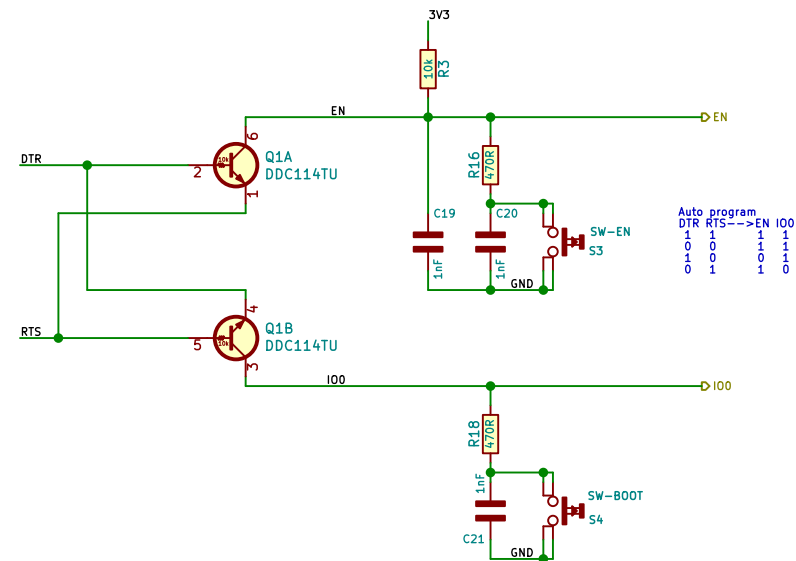 3V3
10k
R3
EN
EN
DTR
10k
Q1A
DDC114TU
2
6
1
R16
470R
C19
C20
1nF
1nF
SW-EN
S3
GND
Auto program
DTR RTS-->EN IO0
1 1 1 1
0 0 1 1
1 0 0 1
0 1 1 0
RTS
10k
Q1B
DDC114TU
5
4
3
IO0
IO0
R18
470R
1nF
C21
SW-BOOT
S4
GND